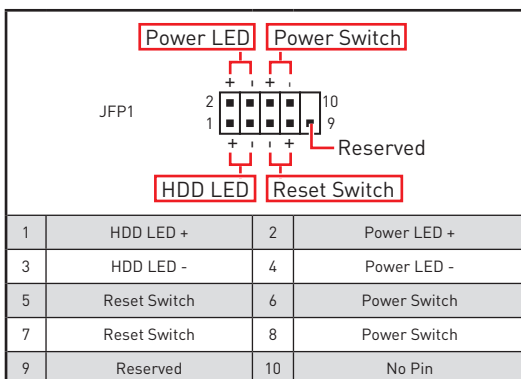 Power LED Power Switch
+ - + -
JFP1
2 10
1 9
+ - - +
Reserved
HDD LED Reset Switch
1 HDD LED + 2 Power LED +
3 HDD LED - 4 Power LED -
5 Reset Switch 6 Power Switch
7 Reset Switch 8 Power Switch
9 Reserved 10 No Pin